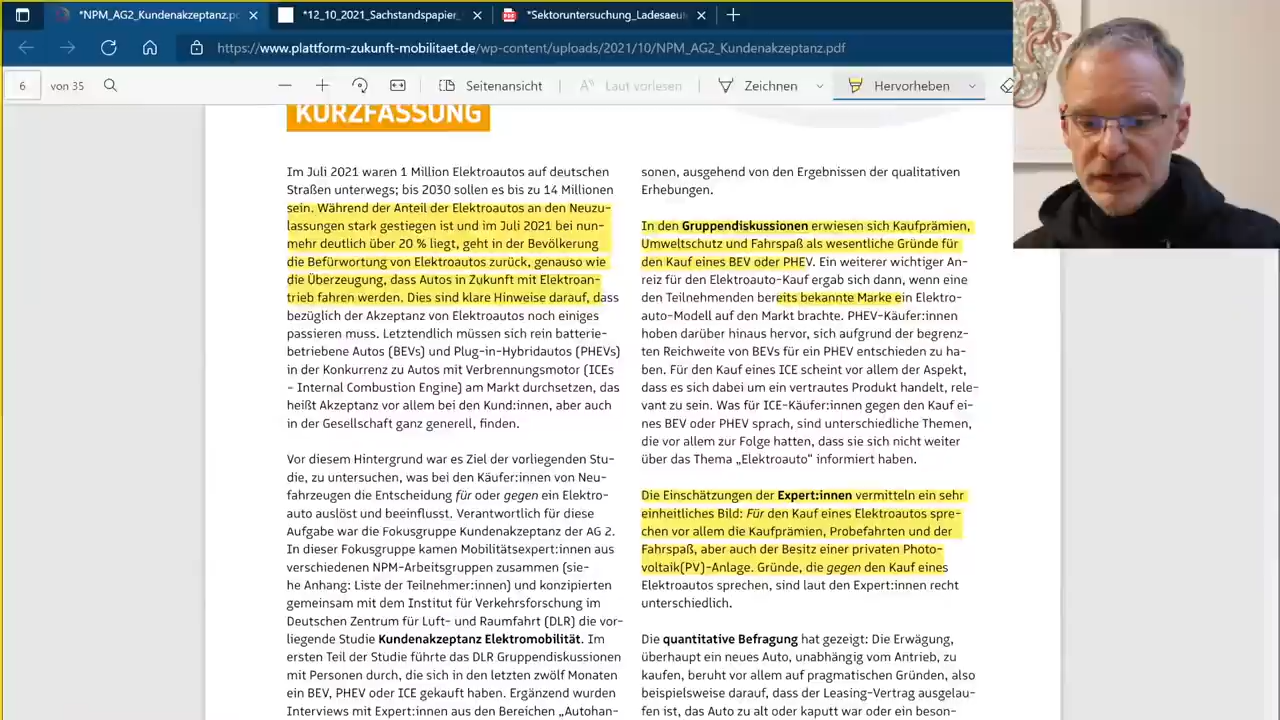 *NPM_AG2_Kundenakzeptanz.p
*12_10_2021_Sachstandspapier_
*Sektoruntersuchung_Ladesaeul
https://www.plattform-zukunft-mobilitaet.de/wp-content/uploads/2021/10/NPM_AG2_Kundenakzeptanz.pdf
6 von 35
Seitenansicht
Laut vorlesen
Zeichnen
Hervorheben
KURZFASSUNG
Im Juli 2021 waren 1 Million Elektroautos auf deutschen
Straßen unterwegs; bis 2030 sollen es bis zu 14 Millionen
sein. Während der Anteil der Elektroautos an den Neuzu-
lassungen stark gestiegen ist und im Juli 2021 bei nun-
mehr deutlich über 20 % liegt, geht in der Bevölkerung
die Befürwortung von Elektroautos zurück, genauso wie
die Überzeugung, dass Autos in Zukunft mit Elektroan-
trieb fahren werden. Dies sind klare Hinweise darauf, dass
bezüglich der Akzeptanz von Elektroautos noch einiges
passieren muss. Letztendlich müssen sich rein batterie-
betriebene Autos (BEVs) und Plug-in-Hybridautos (PHEVs)
in der Konkurrenz zu Autos mit Verbrennungsmotor (ICEs
– Internal Combustion Engine) am Markt durchsetzen, das
heißt Akzeptanz vor allem bei den Kund:innen, aber auch
in der Gesellschaft ganz generell, finden.
Vor diesem Hintergrund war es Ziel der vorliegenden Stu-
die, zu untersuchen, was bei den Käufer:innen von Neu-
fahrzeugen die Entscheidung für oder gegen ein Elektro-
auto auslöst und beeinflusst. Verantwortlich für diese
Aufgabe war die Fokusgruppe Kundenakzeptanz der AG 2.
In dieser Fokusgruppe kamen Mobilitätsexpert:innen aus
verschiedenen NPM-Arbeitsgruppen zusammen (sie-
he Anhang: Liste der Teilnehmer:innen) und konzipierten
gemeinsam mit dem Institut für Verkehrsforschung im
Deutschen Zentrum für Luft- und Raumfahrt (DLR) die vor-
liegende Studie Kundenakzeptanz Elektromobilität. Im
ersten Teil der Studie führte das DLR Gruppendiskussionen
mit Personen durch, die sich in den letzten zwölf Monaten
ein BEV, PHEV oder ICE gekauft haben. Ergänzend wurden
Interviews mit Expert:innen aus den Bereichen „Autohan-
sonen, ausgehend von den Ergebnissen der qualitativen
Erhebungen.
In den Gruppendiskussionen erwiesen sich Kaufprämien,
Umweltschutz und Fahrspaß als wesentliche Gründe für
den Kauf eines BEV oder PHEV. Ein weiterer wichtiger An-
reiz für den Elektroauto-Kauf ergab sich dann, wenn eine
den Teilnehmenden bereits bekannte Marke ein Elektro-
auto-Modell auf den Markt brachte. PHEV-Käufer:innen
hoben darüber hinaus hervor, sich aufgrund der begrenz-
ten Reichweite von BEVs für ein PHEV entschieden zu ha-
ben. Für den Kauf eines ICE scheint vor allem der Aspekt,
dass es sich dabei um ein vertrautes Produkt handelt, rele-
vant zu sein. Was für ICE-Käufer:innen gegen den Kauf ei-
nes BEV oder PHEV sprach, sind unterschiedliche Themen,
die vor allem zur Folge hatten, dass sie sich nicht weiter
über das Thema „Elektroauto“ informiert haben.
Die Einschätzungen der Expert:innen vermitteln ein sehr
einheitliches Bild: Für den Kauf eines Elektroautos spre-
chen vor allem die Kaufprämien, Probefahrten und der
Fahrspaß, aber auch der Besitz einer privaten Photo-
voltaik(PV)-Anlage. Gründe, die gegen den Kauf eines
Elektroautos sprechen, sind laut den Expert:innen recht
unterschiedlich.
Die quantitative Befragung hat gezeigt: Die Erwägung,
überhaupt ein neues Auto, unabhängig vom Antrieb, zu
kaufen, beruht vor allem auf pragmatischen Gründen, also
beispielsweise darauf, dass der Leasing-Vertrag ausgelau-
fen ist, das Auto zu alt oder kaputt war oder ein beson-